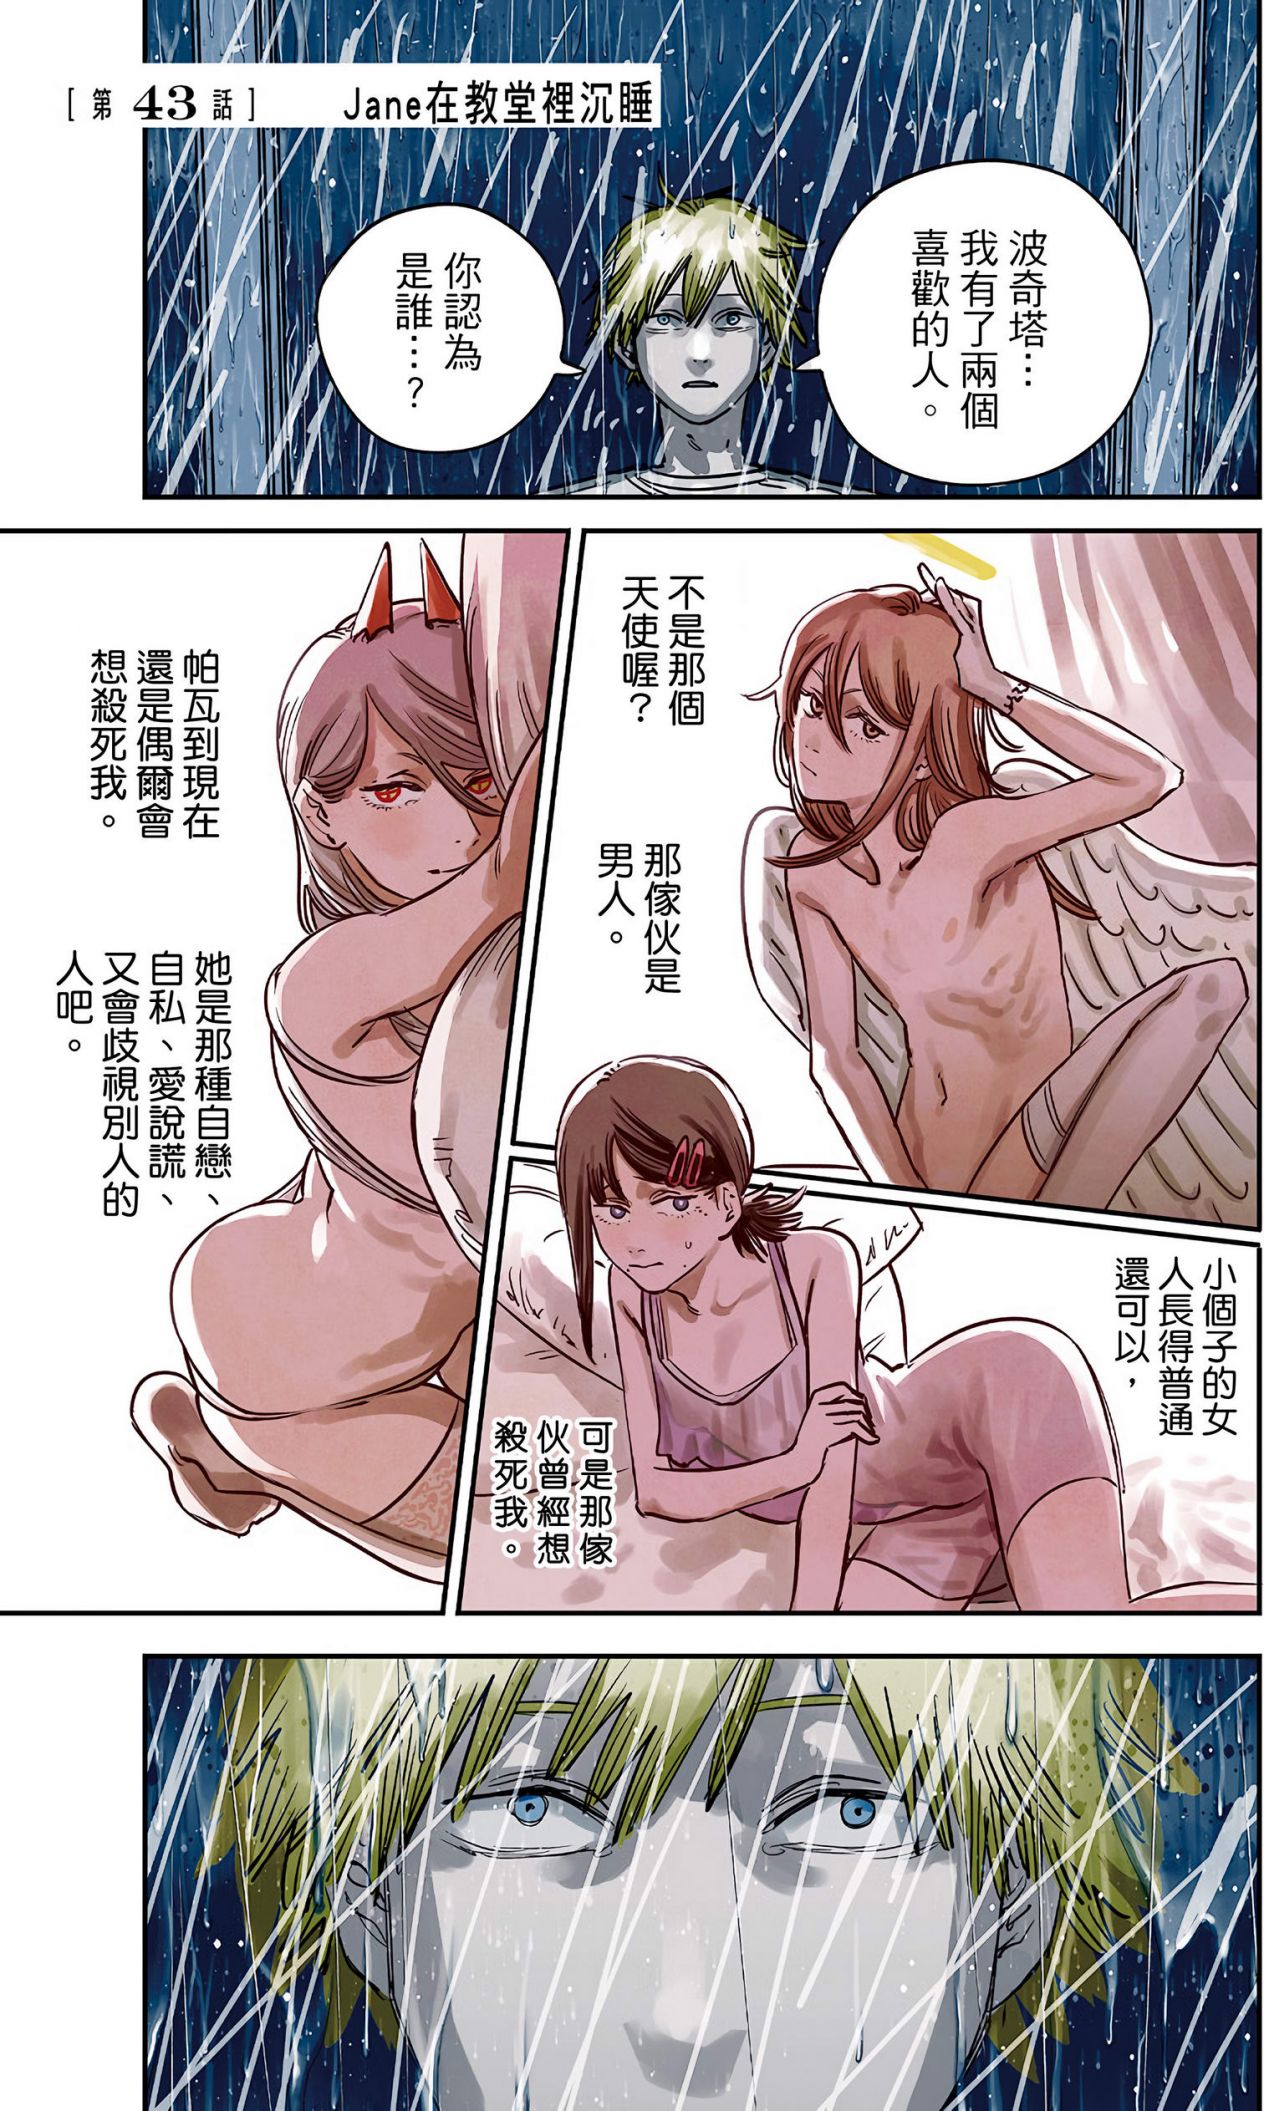 [第43話] Jane在教堂裡沉睡
波奇塔…
我有了兩個
喜歡的人。
你認為
是誰…?
不是那個
天使喔?
那傢伙是
男人。
小個子的女
人長得普通
還可以，
可是那傢
伙曾經想
殺死我。
帕瓦到現在
還是偶爾會
想殺死我。
她是那種自戀、
自私、愛說謊、
又會歧視別人的
人吧。